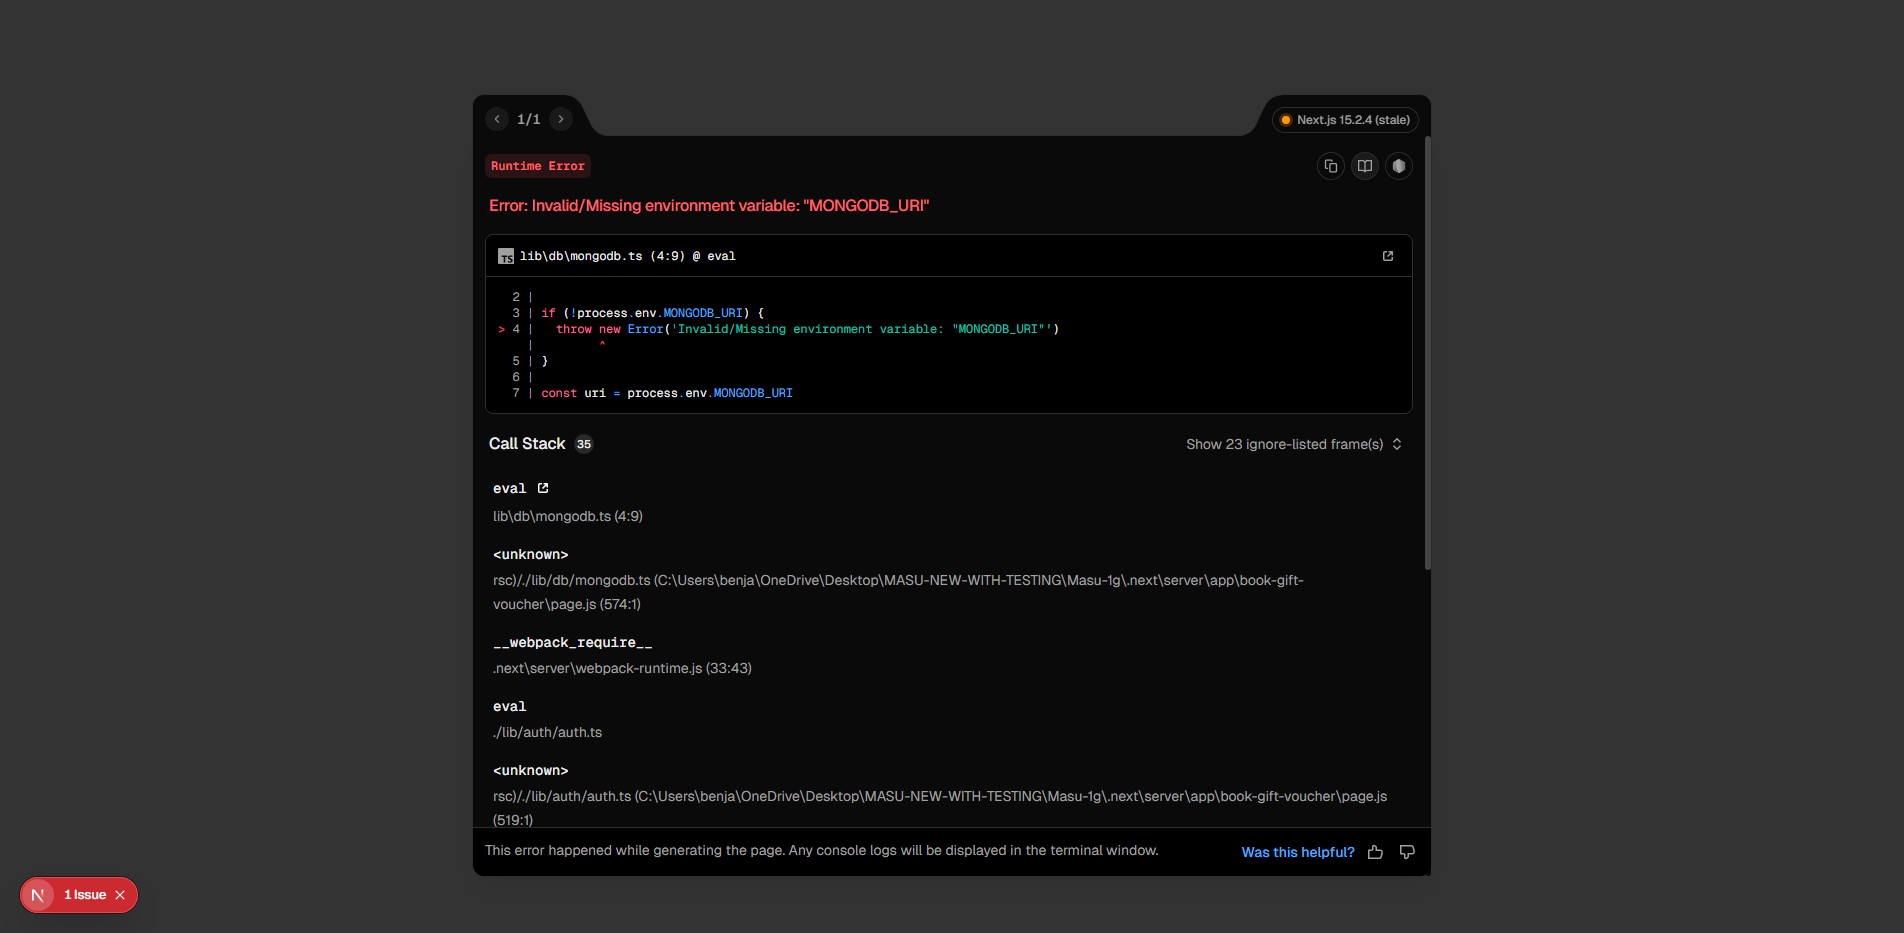 1/1
Next.js 15.2.4 (stale)
Runtime Error
Error: Invalid/Missing environment variable: "MONGODB_URI"
TS lib\db\mongodb.ts (4:9) @ eval
2 |
3 | if (!process.env.MONGODB_URI) {
> 4 |   throw new Error('Invalid/Missing environment variable: "MONGODB_URI"')
|         ^
5 | }
6 |
7 | const uri = process.env.MONGODB_URI
Call Stack 35
Show 23 ignore-listed frame(s)
eval
lib\db\mongodb.ts (4:9)
<unknown>
rsc)/./lib/db/mongodb.ts (C:\Users\benja\OneDrive\Desktop\MASU-NEW-WITH-TESTING\Masu-1g\.next\server\app\book-gift-
voucher\page.js (574:1)
__webpack_require__
.next\server\webpack-runtime.js (33:43)
eval
./lib/auth/auth.ts
<unknown>
rsc)/./lib/auth/auth.ts (C:\Users\benja\OneDrive\Desktop\MASU-NEW-WITH-TESTING\Masu-1g\.next\server\app\book-gift-voucher\page.js
(519:1)
This error happened while generating the page. Any console logs will be displayed in the terminal window.
Was this helpful?
N 1 Issue